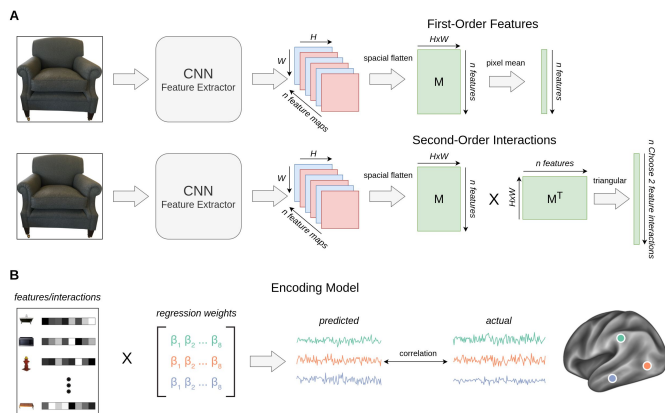 A
First-Order Features
H
HxW
W
CNN
Feature Extractor
spacial flatten
M
n features
pixel mean
n features
n feature maps
Second-Order Interactions
H
HxW
W
CNN
Feature Extractor
spacial flatten
M
n features
X
n features
HxW
Mᵀ
triangular
n Choose 2 feature interactions
n feature maps
B
Encoding Model
features/interactions
regression weights
predicted
actual
X
β₁ β₂ ... β₈
β₁ β₂ ... β₈
β₁ β₂ ... β₈
correlation